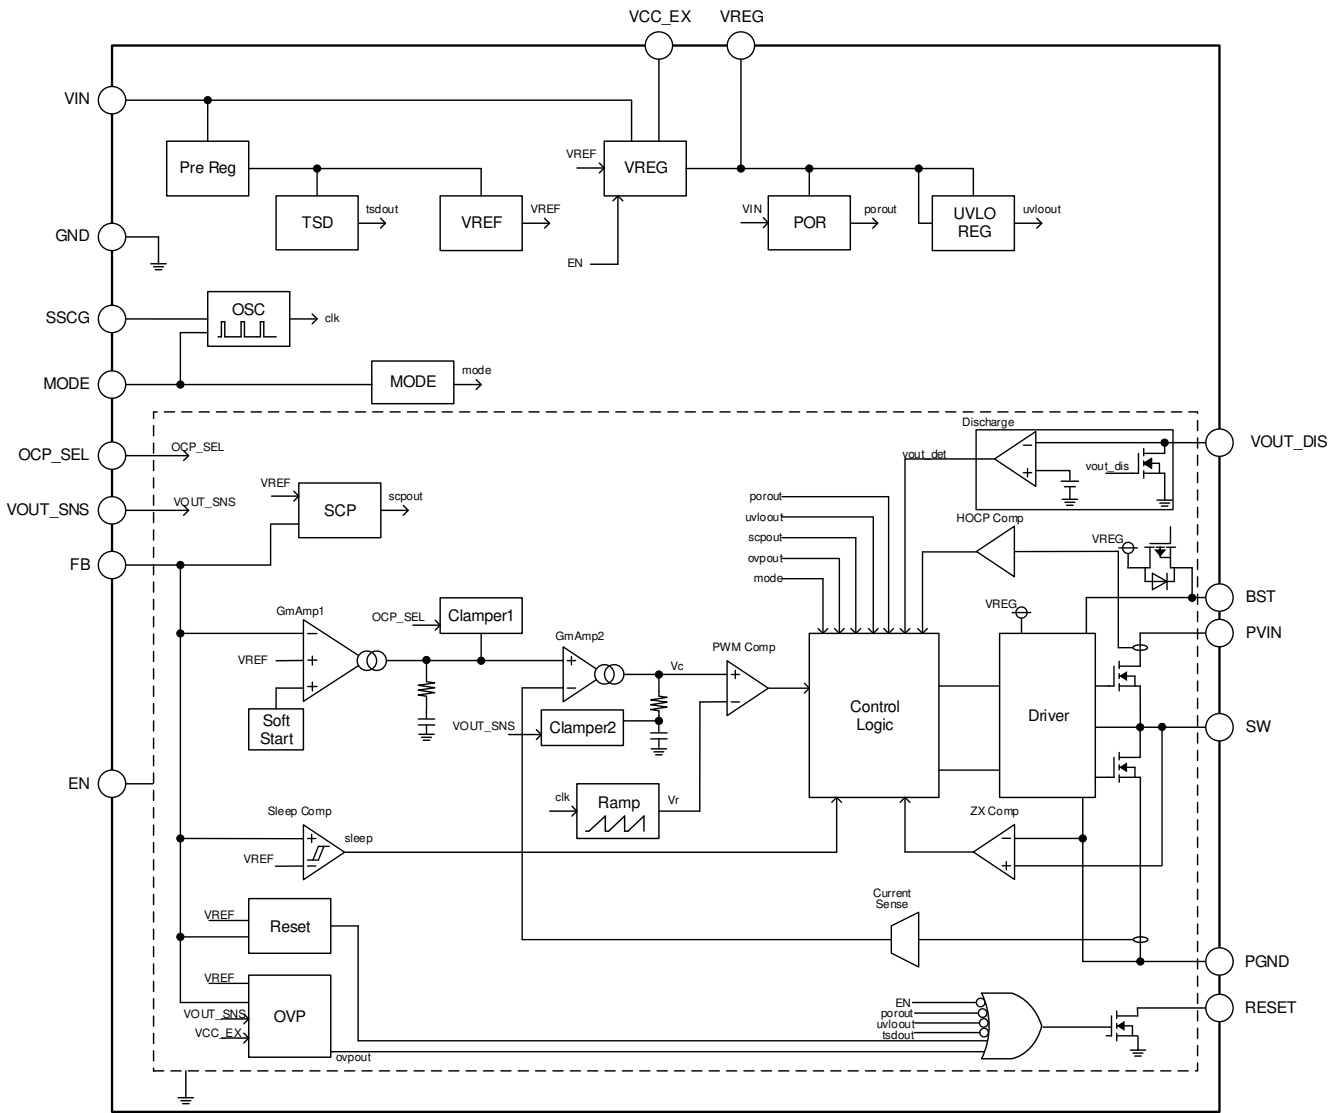 VCC_EX VREG
VIN
Pre Reg
VREF
VREG
TSD
tsdout
VREF
VREF
VIN
POR
porout
UVLO
REG
uvloout
GND
EN
SSCG
OSC
clk
MODE
MODE
mode
OCP_SEL
OCP_SEL
Discharge
VOUT_DIS
vout_det
vout_dis
VOUT_SNS
VOUT_SNS
VREF
SCP
scpout
porout
uvloout
scpout
ovpout
mode
HOCP Comp
VREG
FB
BST
GmAmp1
OCP_SEL
Clamper1
GmAmp2
PWM Comp
VREG
PVIN
VREF
Vc
Soft
Start
VOUT_SNS
Clamper2
Control
Logic
Driver
SW
EN
clk
Ramp
Vr
Sleep Comp
sleep
VREF
ZX Comp
Current
Sense
VREF
Reset
PGND
VREF
VOUT_SNS
VCC_EX
OVP
ovpout
EN
porout
uvloout
tsdout
RESET